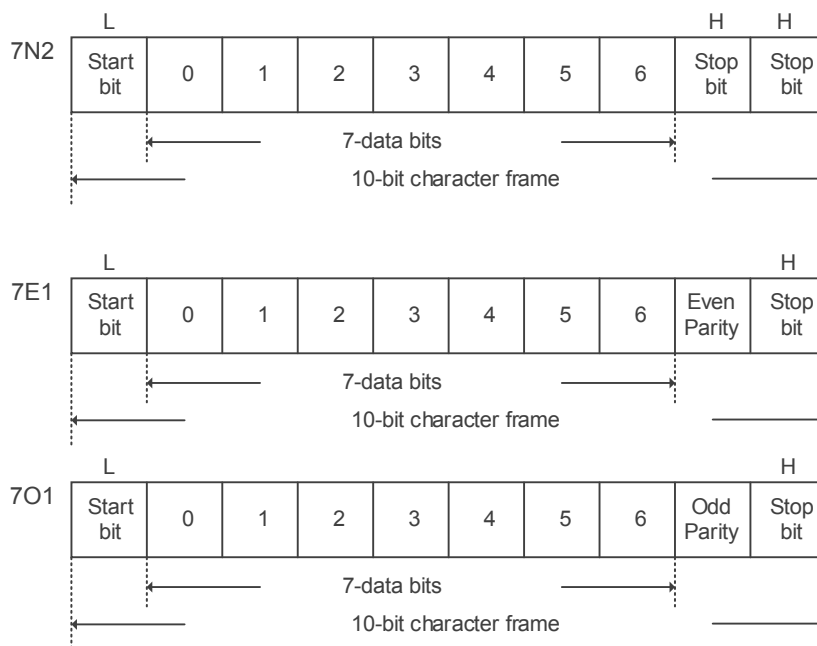 L H H
7N2 Start bit 0 1 2 3 4 5 6 Stop bit Stop bit
7-data bits
10-bit character frame
L H
7E1 Start bit 0 1 2 3 4 5 6 Even Parity Stop bit
7-data bits
10-bit character frame
L H
7O1 Start bit 0 1 2 3 4 5 6 Odd Parity Stop bit
7-data bits
10-bit character frame